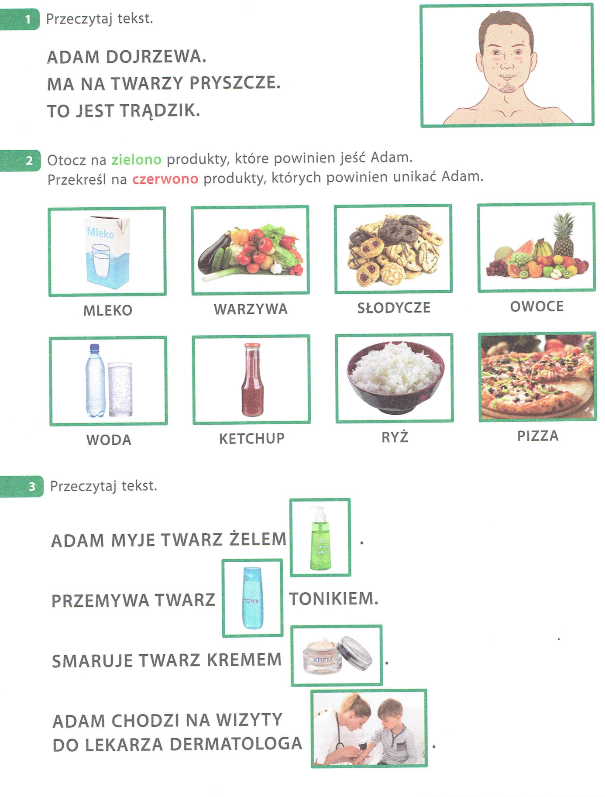 1 Przeczytaj tekst.
ADAM DOJRZEWA.
MA NA TWARZY PRYSZCZE.
TO JEST TRĄDZIK.
2 Otocz na zielono produkty, które powinien jeść Adam.
Przekreśl na czerwono produkty, których powinien unikać Adam.
Mleko
MLEKO WARZYWA SŁODYCZE OWOCE
WODA KETCHUP RYŻ PIZZA
3 Przeczytaj tekst.
ADAM MYJE TWARZ ŻELEM .
PRZEMYWA TWARZ TONIK TONIKIEM.
SMARUJE TWARZ KREMEM KREM .
ADAM CHODZI NA WIZYTY
DO LEKARZA DERMATOLOGA .